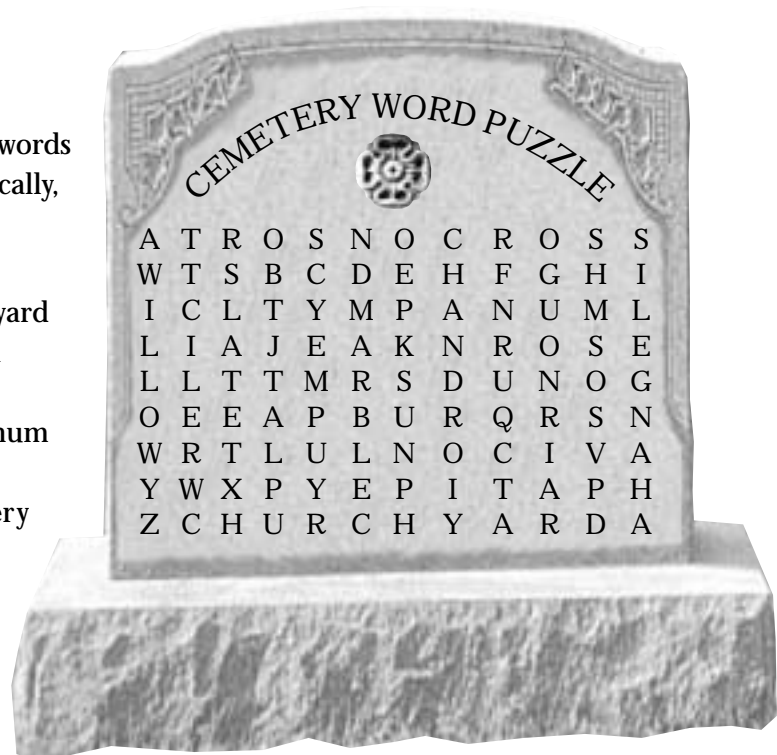 CEMETERY WORD PUZZLE
words
cally,
yard
num
ery
A T R O S N O C R O S S
W T S B C D E H F G H I
I C L T Y M P A N U M L
L I A J E A K N R O S E
L L T T M R S D U N O G
O E E A P B U R Q R S N
W R T L U L N O C I V A
Y W X P Y E P I T A P H
Z C H U R C H Y A R D A